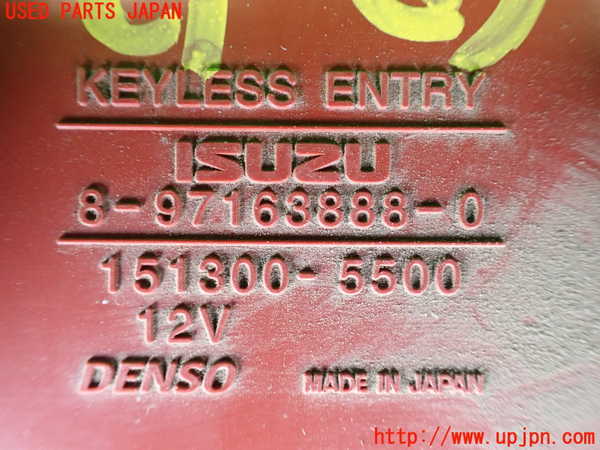 USED PARTS JAPAN
KEYLESS ENTRY
ISUZU
8-97163888-0
151300-5500
12V
DENSO MADE IN JAPAN
http://www.upjpn.com/